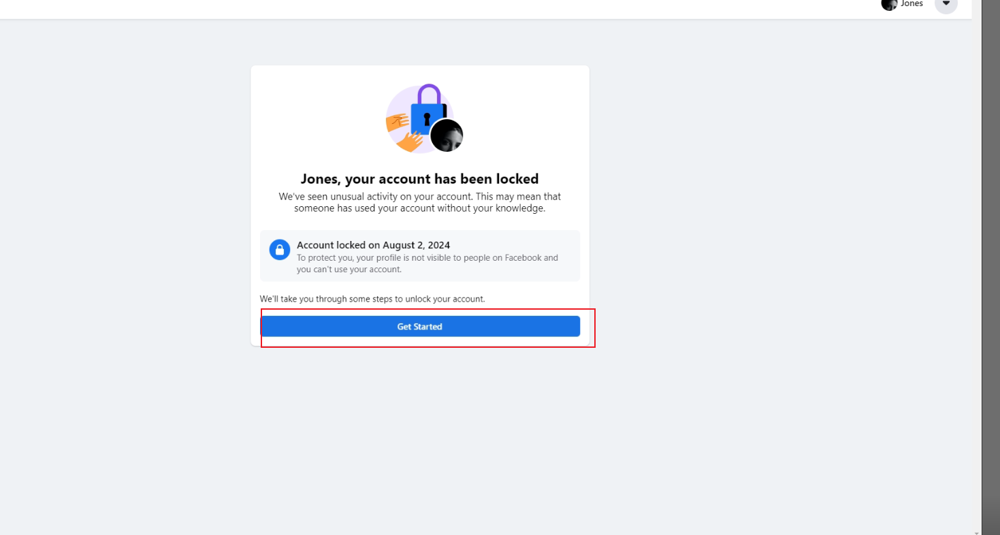 Jones
Jones, your account has been locked
We've seen unusual activity on your account. This may mean that
someone has used your account without your knowledge.
Account locked on August 2, 2024
To protect you, your profile is not visible to people on Facebook and
you can't use your account.
We'll take you through some steps to unlock your account.
Get Started